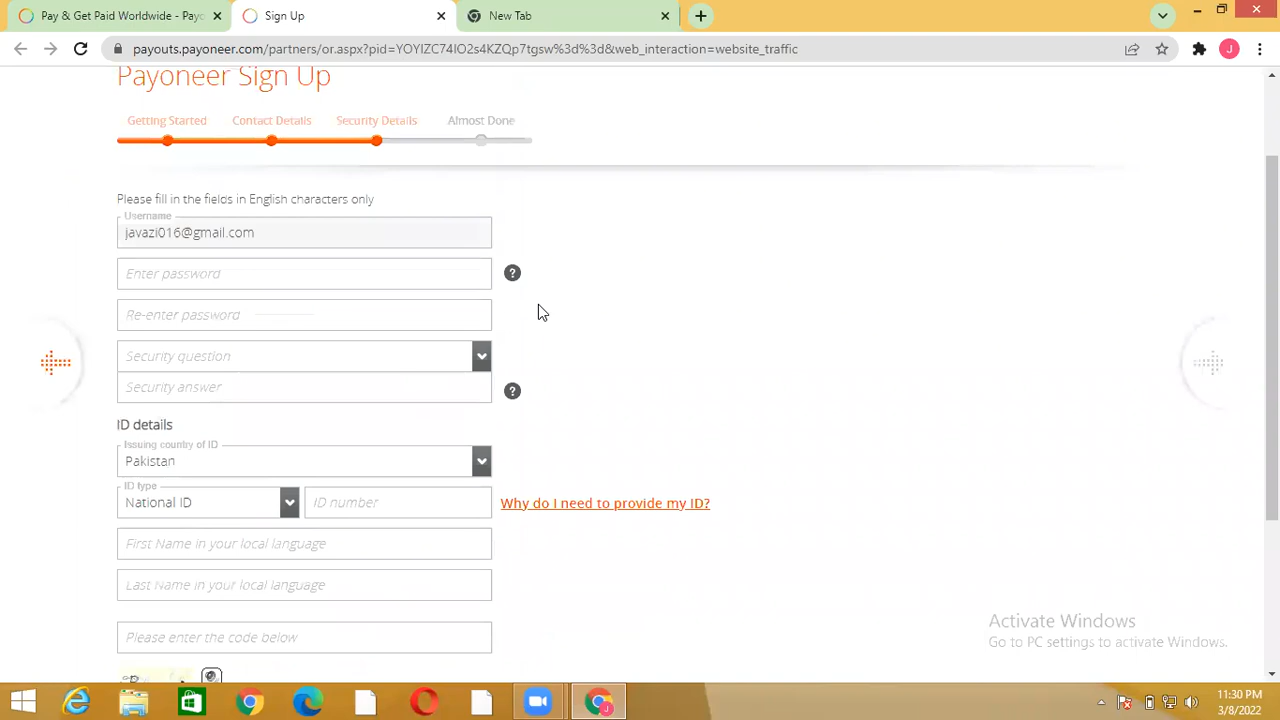 Pay & Get Paid Worldwide - Payo
Sign Up
New Tab
payouts.payoneer.com/partners/or.aspx?pid=YOYIZC74IO2s4KZQp7tgsw%3d%3d&web_interaction=website_traffic
J
Payoneer Sign Up
Getting Started Contact Details Security Details Almost Done
Please fill in the fields in English characters only
Username
javazi016@gmail.com
Enter password
?
Re-enter password
Security question
Security answer
?
ID details
Issuing country of ID
Pakistan
ID type
National ID
ID number
Why do I need to provide my ID?
First Name in your local language
Last Name in your local language
Please enter the code below
Activate Windows
Go to PC settings to activate Windows.
11:30 PM
3/8/2022